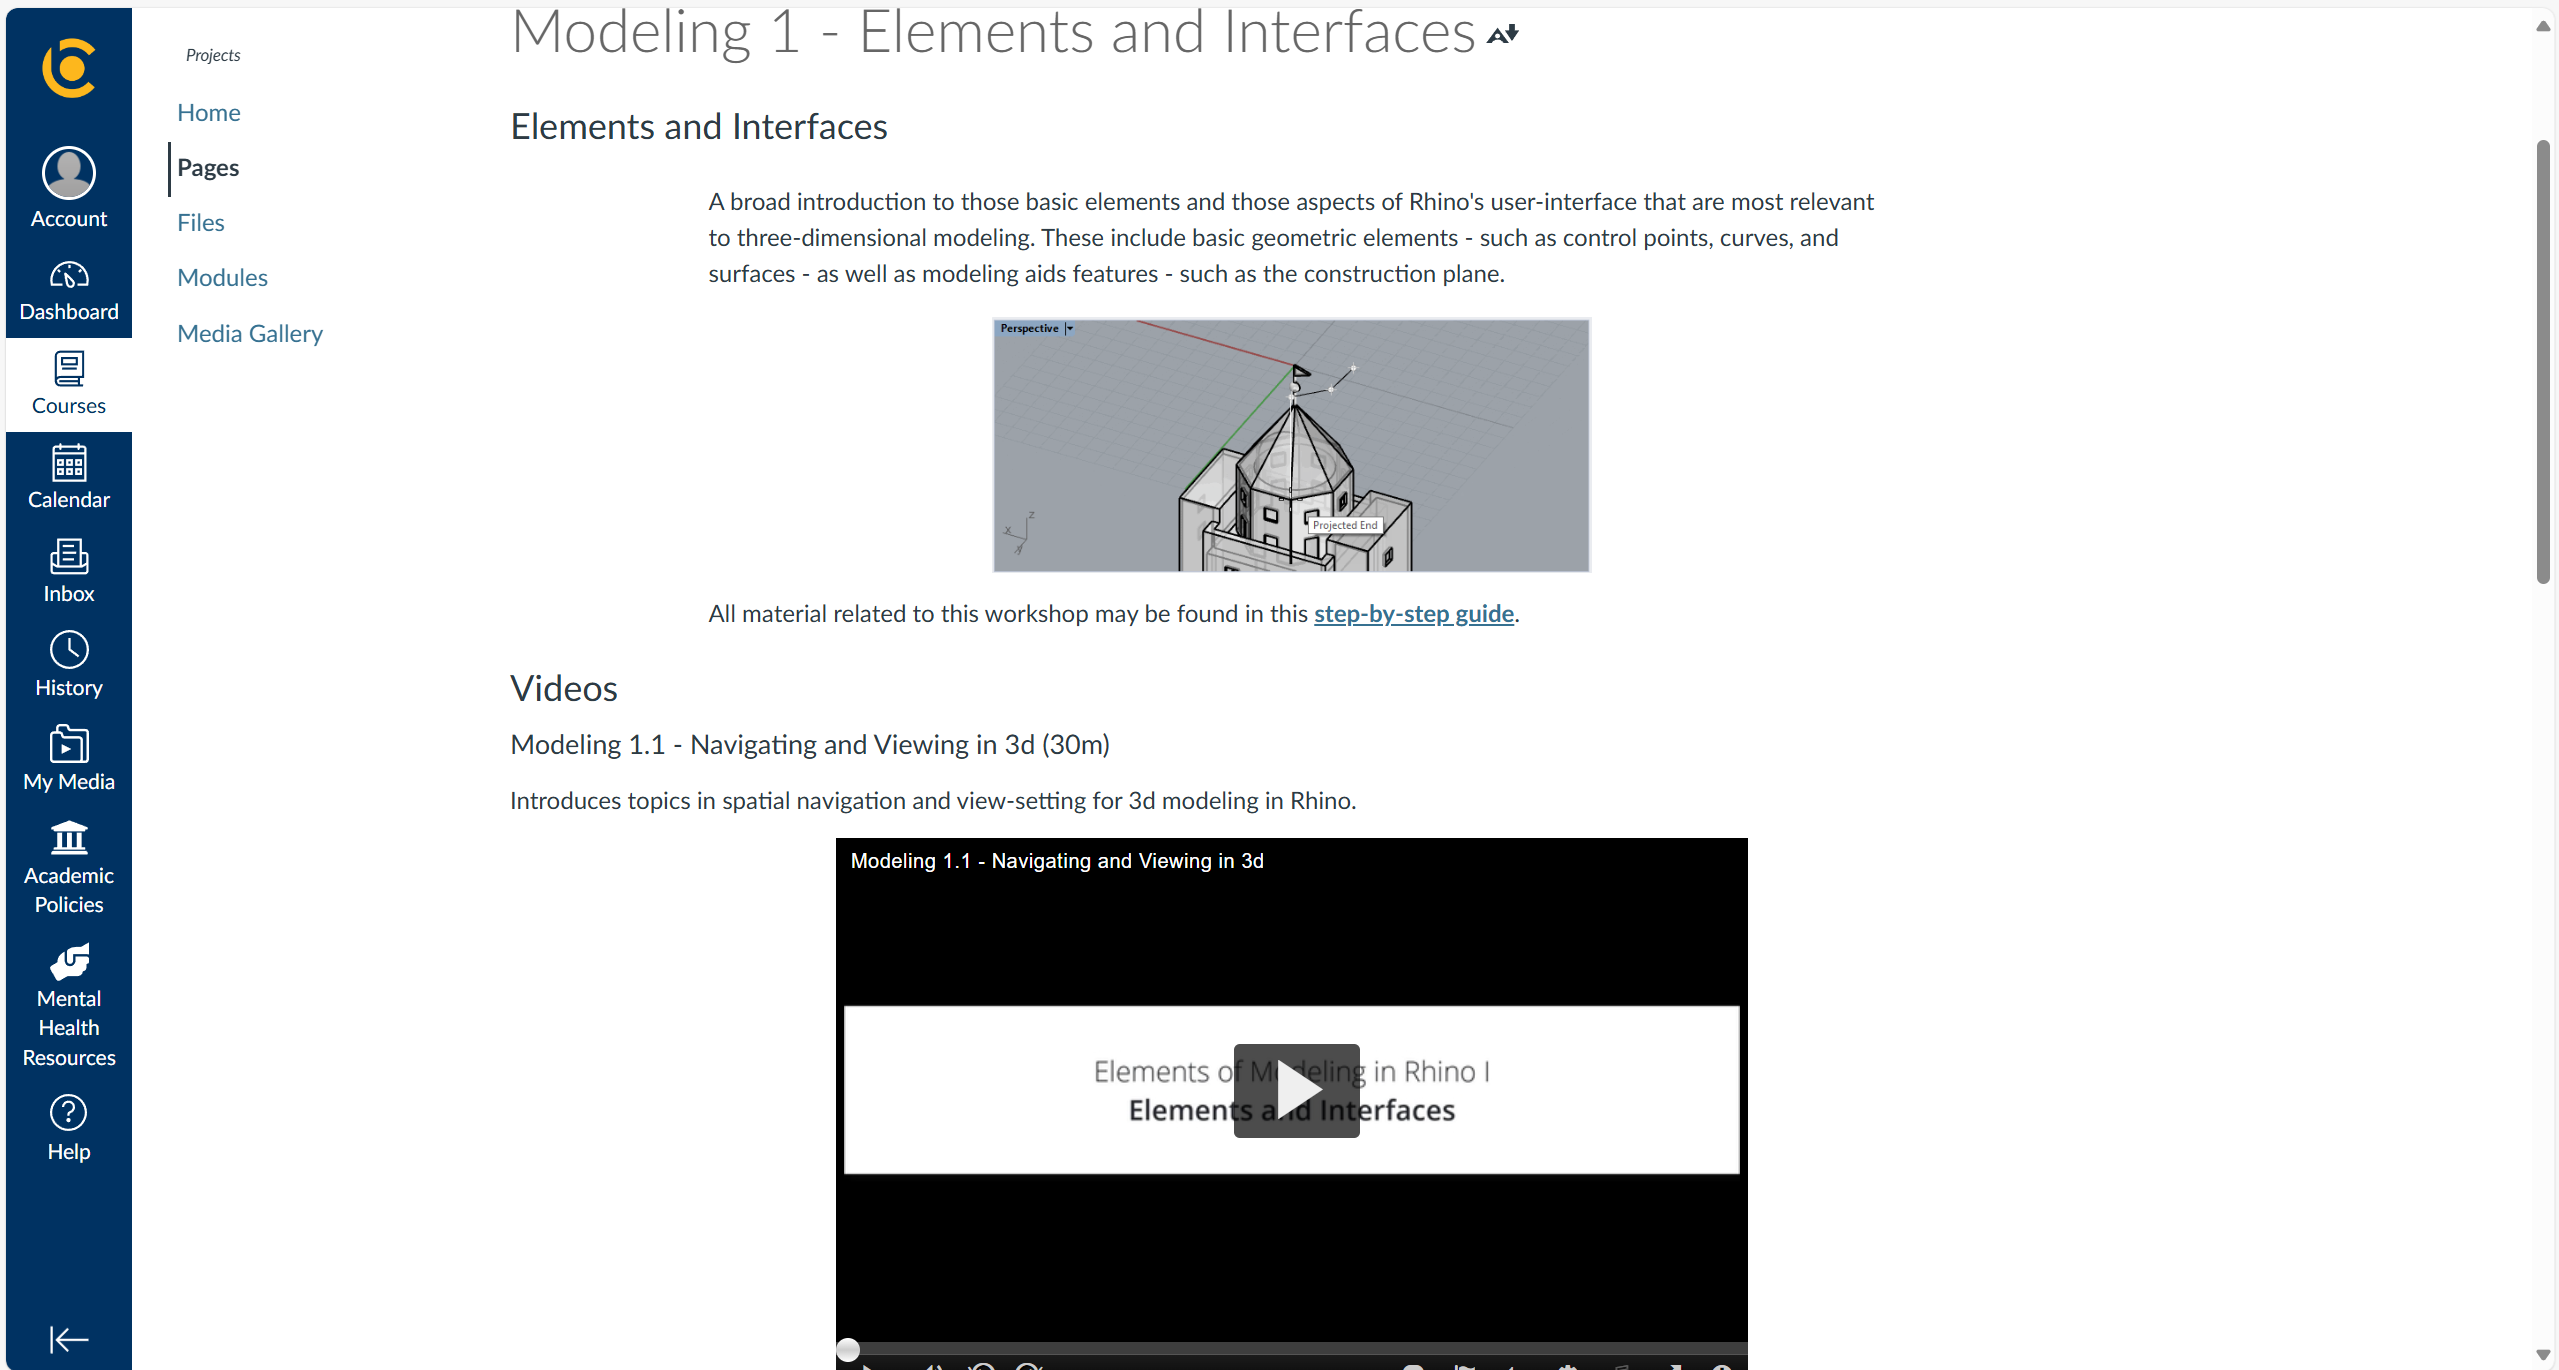 Modeling 1 - Elements and Interfaces
Projects
Home
Pages
Files
Modules
Media Gallery
Account
Dashboard
Courses
Calendar
Inbox
History
My Media
Academic
Policies
Mental
Health
Resources
Help
Elements and Interfaces
A broad introduction to those basic elements and those aspects of Rhino's user-interface that are most relevant
to three-dimensional modeling. These include basic geometric elements - such as control points, curves, and
surfaces - as well as modeling aids features - such as the construction plane.
Perspective
z
x
y
Projected End
All material related to this workshop may be found in this step-by-step guide.
Videos
Modeling 1.1 - Navigating and Viewing in 3d (30m)
Introduces topics in spatial navigation and view-setting for 3d modeling in Rhino.
Modeling 1.1 - Navigating and Viewing in 3d
Elements of Modeling in Rhino I
Elements and Interfaces